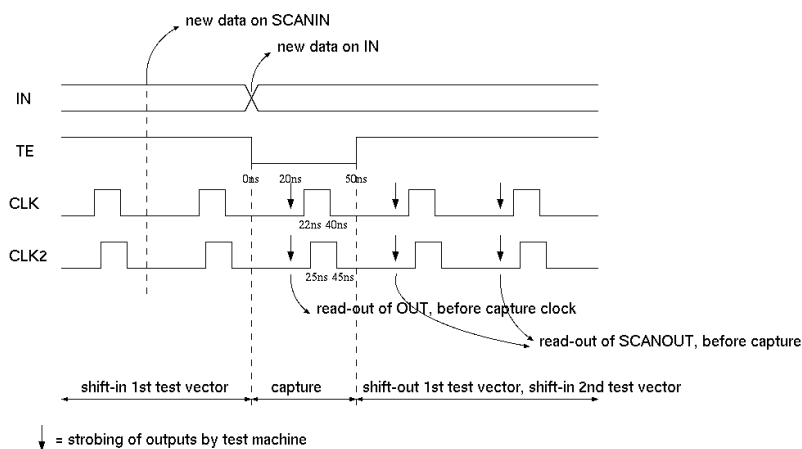 new data on SCANIN
new data on IN
IN
TE
0ns 20ns 50ns
CLK
22ns 40ns
CLK2
25ns 45ns
read-out of OUT, before capture clock
read-out of SCANOUT, before capture
shift-in 1st test vector capture shift-out 1st test vector, shift-in 2nd test vector
= strobing of outputs by test machine